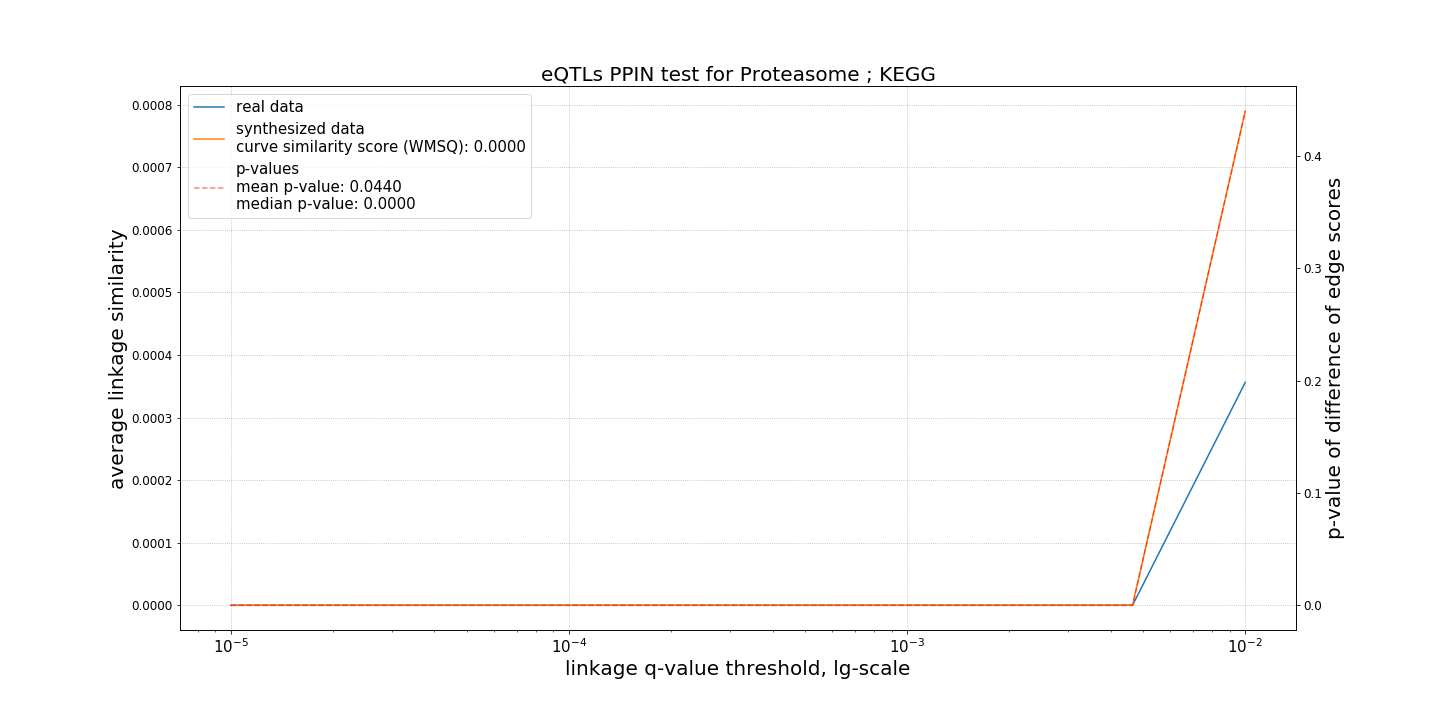 eQTLs PPIN test for Proteasome ; KEGG
real data
synthesized data
curve similarity score (WMSQ): 0.0000
p-values
mean p-value: 0.0440
median p-value: 0.0000
average linkage similarity
0.0008
0.0007
0.0006
0.0005
0.0004
0.0003
0.0002
0.0001
0.0000
0.4
0.3
0.2
0.1
0.0
p-value of difference of edge scores
10⁻⁵ 10⁻⁴ 10⁻³ 10⁻²
linkage q-value threshold, lg-scale